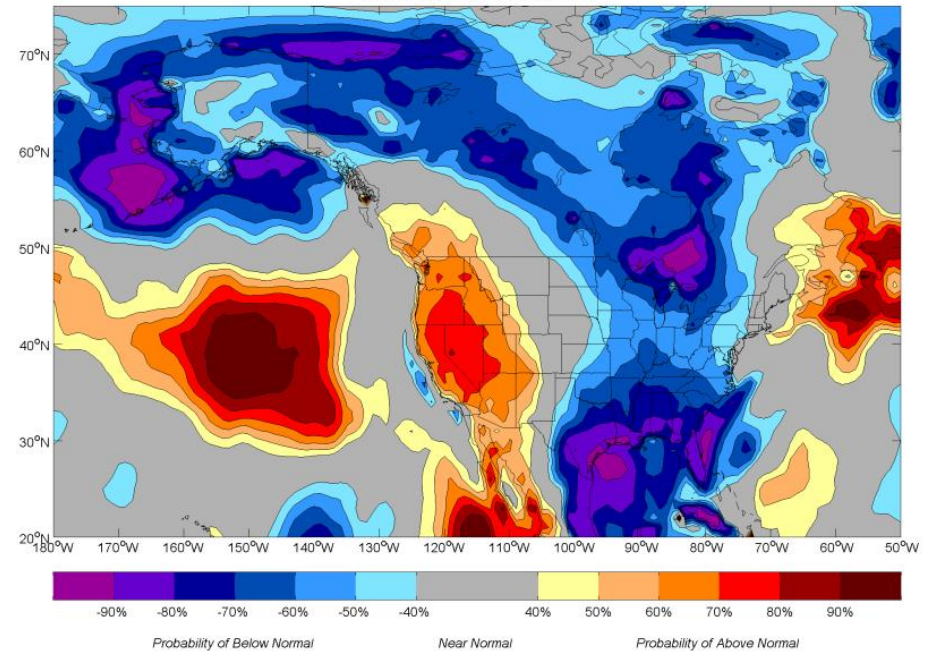 70°N
60°N
50°N
40°N
30°N
20°N
180°W 170°W 160°W 150°W 140°W 130°W 120°W 110°W 100°W 90°W 80°W 70°W 60°W 50°W
-90% -80% -70% -60% -50% -40% 40% 50% 60% 70% 80% 90%
Probability of Below Normal Near Normal Probability of Above Normal